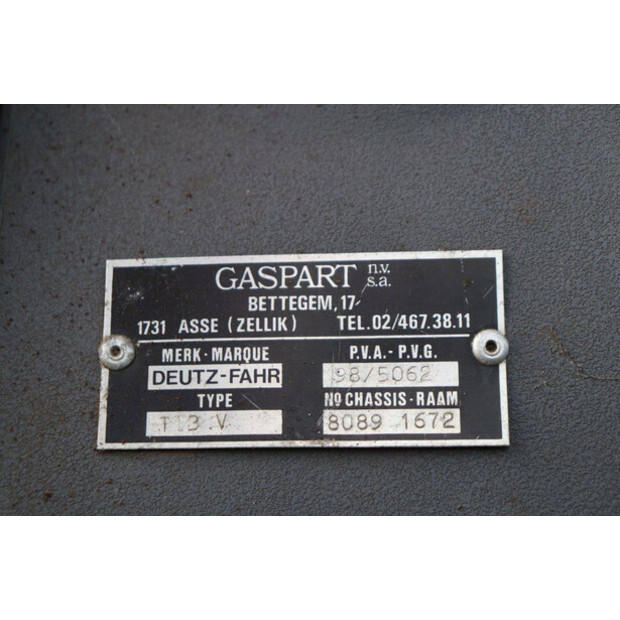 GASPART n.v. s.a.
BETTEGEM, 17
1731 ASSE (ZELLIK) TEL. 02/467.38.11
MERK - MARQUE P.V.A. - P.V.G.
DEUTZ-FAHR 98/5062
TYPE NO CHASSIS - RAAM
V 8089 1672